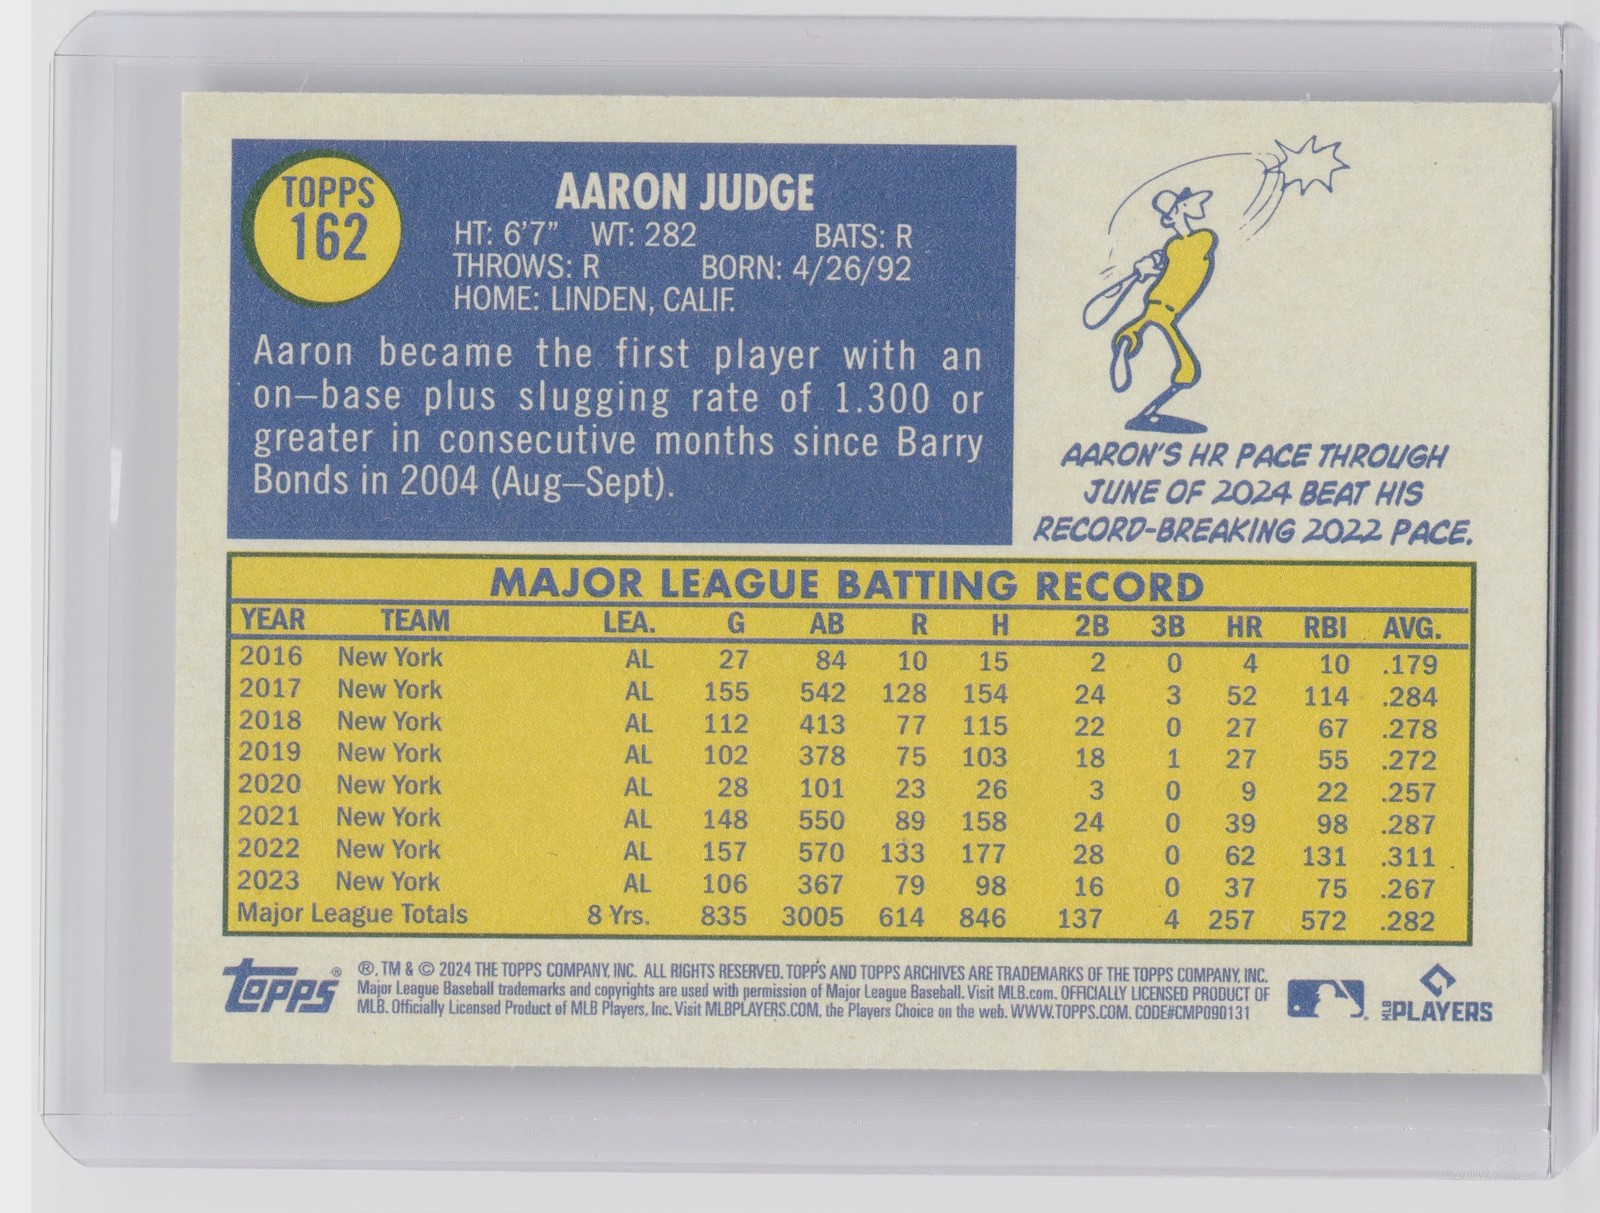 TOPPS
162
AARON JUDGE
HT: 6'7" WT: 282 BATS: R
THROWS: R BORN: 4/26/92
HOME: LINDEN, CALIF.
Aaron became the first player with an
on–base plus slugging rate of 1.300 or
greater in consecutive months since Barry
Bonds in 2004 (Aug–Sept).
AARON'S HR PACE THROUGH
JUNE OF 2024 BEAT HIS
RECORD-BREAKING 2022 PACE.
MAJOR LEAGUE BATTING RECORD
YEAR TEAM LEA. G AB R H 2B 3B HR RBI AVG.
2016 New York AL 27 84 10 15 2 0 4 10 .179
2017 New York AL 155 542 128 154 24 3 52 114 .284
2018 New York AL 112 413 77 115 22 0 27 67 .278
2019 New York AL 102 378 75 103 18 1 27 55 .272
2020 New York AL 28 101 23 26 3 0 9 22 .257
2021 New York AL 148 550 89 158 24 0 39 98 .287
2022 New York AL 157 570 133 177 28 0 62 131 .311
2023 New York AL 106 367 79 98 16 0 37 75 .267
Major League Totals 8 Yrs. 835 3005 614 846 137 4 257 572 .282
topps ®
®, TM & © 2024 THE TOPPS COMPANY, INC. ALL RIGHTS RESERVED. TOPPS AND TOPPS ARCHIVES ARE TRADEMARKS OF THE TOPPS COMPANY, INC.
Major League Baseball trademarks and copyrights are used with permission of Major League Baseball. Visit MLB.com. OFFICIALLY LICENSED PRODUCT OF
MLB. Officially Licensed Product of MLB Players, Inc. Visit MLBPLAYERS.COM, the Players Choice on the web. WWW.TOPPS.COM. CODE#CMP090131
MLB PLAYERS